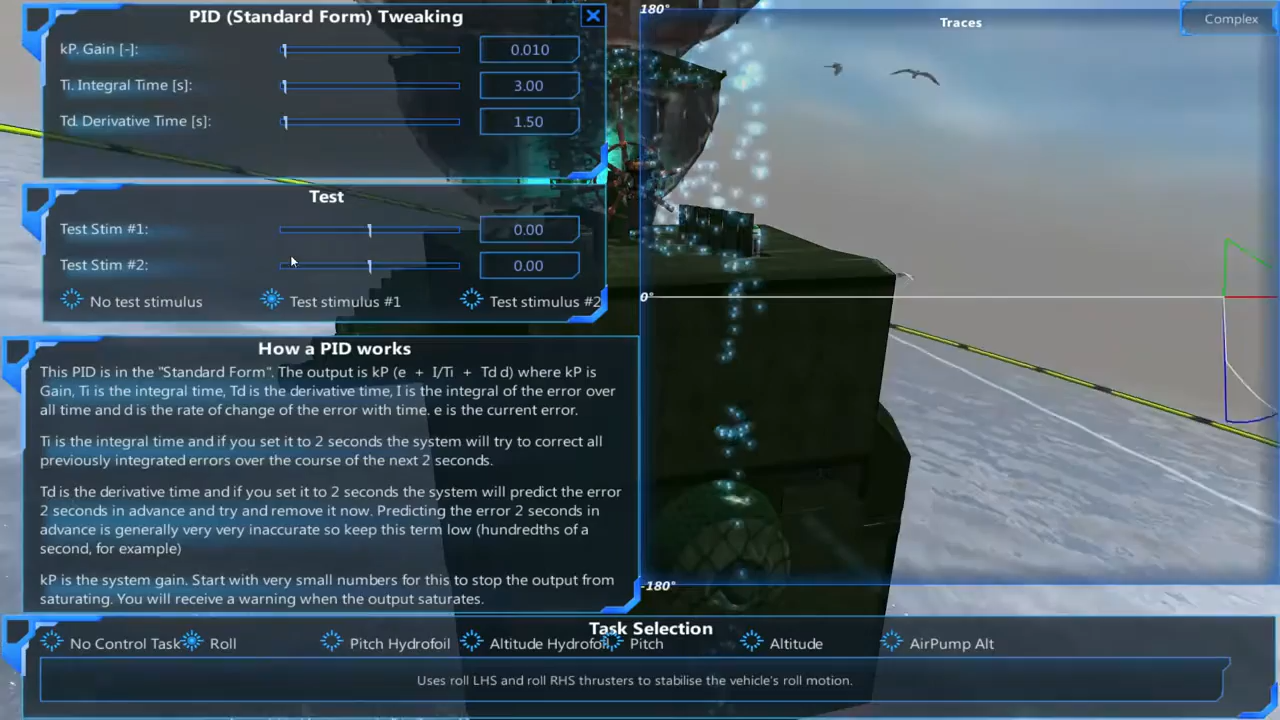 PID (Standard Form) Tweaking
kP. Gain [-]:
0.010
Ti. Integral Time [s]:
3.00
Td. Derivative Time [s]:
1.50
Test
Test Stim #1:
0.00
Test Stim #2:
0.00
No test stimulus
Test stimulus #1
Test stimulus #2
How a PID works
This PID is in the "Standard Form". The output is kP (e + I/Ti + Td d) where kP is
Gain, Ti is the integral time, Td is the derivative time, I is the integral of the error over
all time and d is the rate of change of the error with time. e is the current error.
Ti is the integral time and if you set it to 2 seconds the system will try to correct all
previously integrated errors over the course of the next 2 seconds.
Td is the derivative time and if you set it to 2 seconds the system will predict the error
2 seconds in advance and try and remove it now. Predicting the error 2 seconds in
advance is generally very very inaccurate so keep this term low (hundredths of a
second, for example)
kP is the system gain. Start with very small numbers for this to stop the output from
saturating. You will receive a warning when the output saturates.
180°
Traces
Complex
0°
-180°
Task Selection
No Control Task
Roll
Pitch Hydrofoil
Altitude Hydrofoil
Pitch
Altitude
AirPump Alt
Uses roll LHS and roll RHS thrusters to stabilise the vehicle's roll motion.